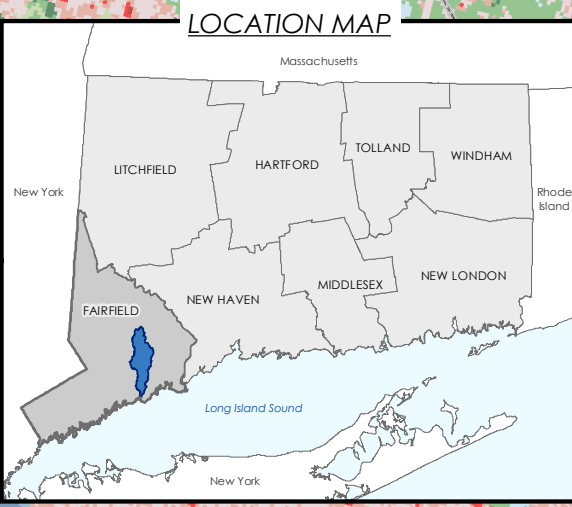 LOCATION MAP
Massachusetts
TOLLAND
WINDHAM
HARTFORD
LITCHFIELD
New York
Rhode
Island
NEW LONDON
MIDDLESEX
NEW HAVEN
FAIRFIELD
Long Island Sound
New York